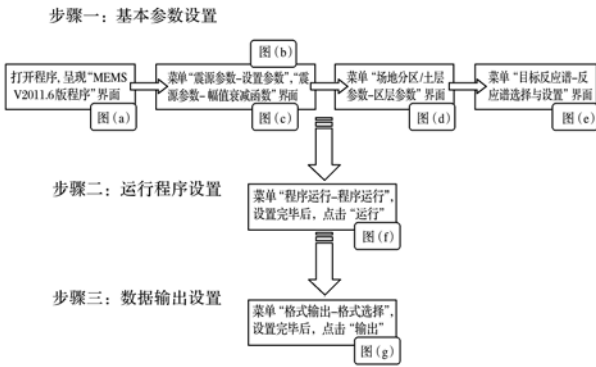 步骤一：基本参数设置
图(b)
打开程序,呈现“MEMS
V2011.6版程序”界面
图(a)
菜单“震源参数-设置参数”,“震
源参数-幅值衰减函数”界面
图(c)
菜单“场地分区/土层
参数-区层参数”界面
图(d)
菜单“目标反应谱-反
应谱选择与设置”界面
图(e)
步骤二：运行程序设置
菜单“程序运行-程序运行”,
设置完毕后，点击“运行”
图(f)
步骤三：数据输出设置
菜单“格式输出-格式选择”,
设置完毕后，点击“输出”
图(g)